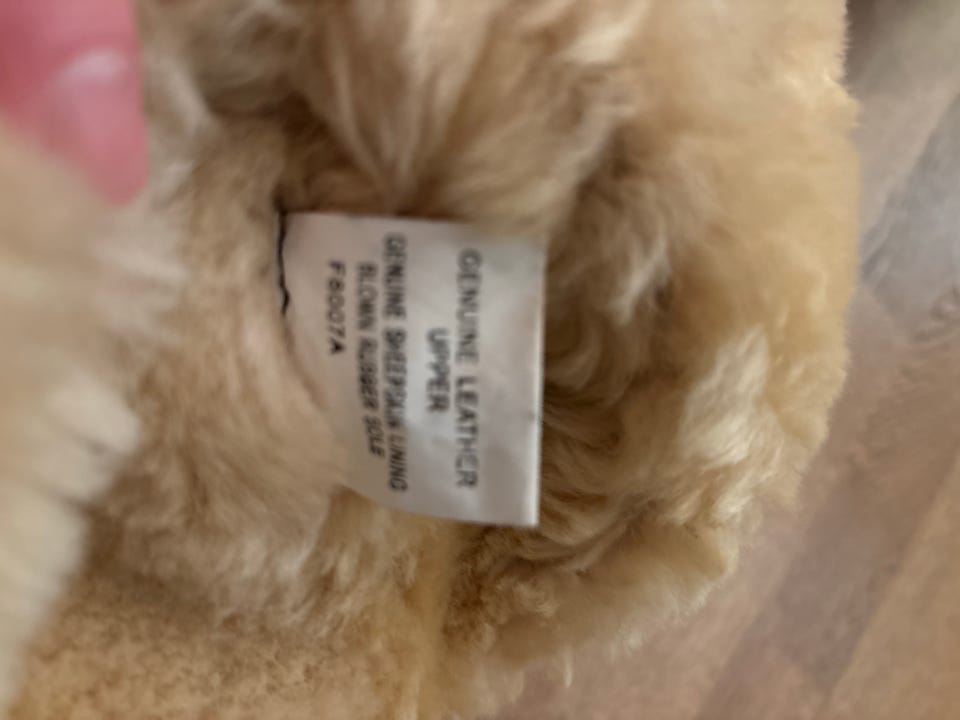 GENUINE LEATHER
UPPER
GENUINE SHEEPSKIN LINING
BLOWN RUBBER SOLE
F6007A